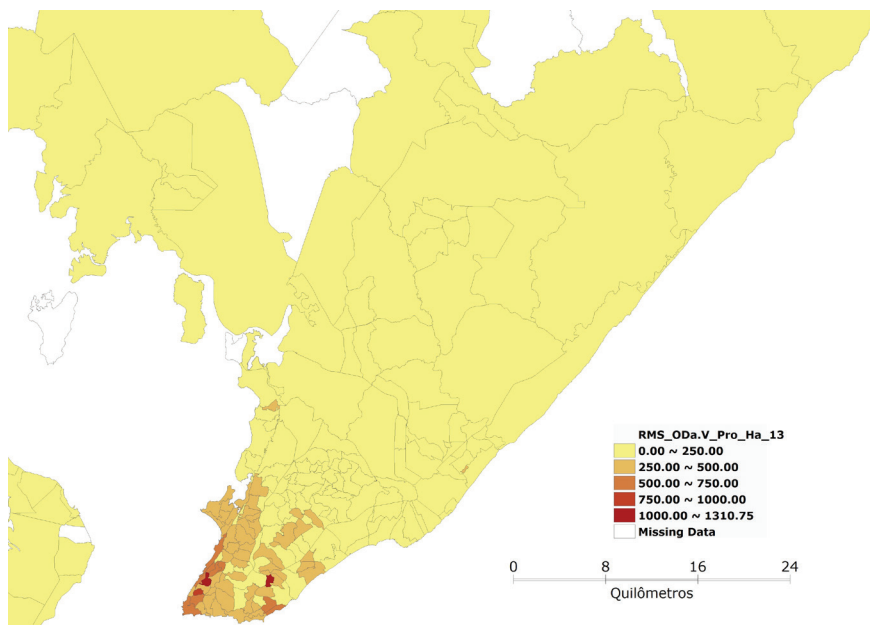 RMS_ODa.V_Pro_Ha_13
0.00 ~ 250.00
250.00 ~ 500.00
500.00 ~ 750.00
750.00 ~ 1000.00
1000.00 ~ 1310.75
Missing Data
0 8 16 24
Quilômetros